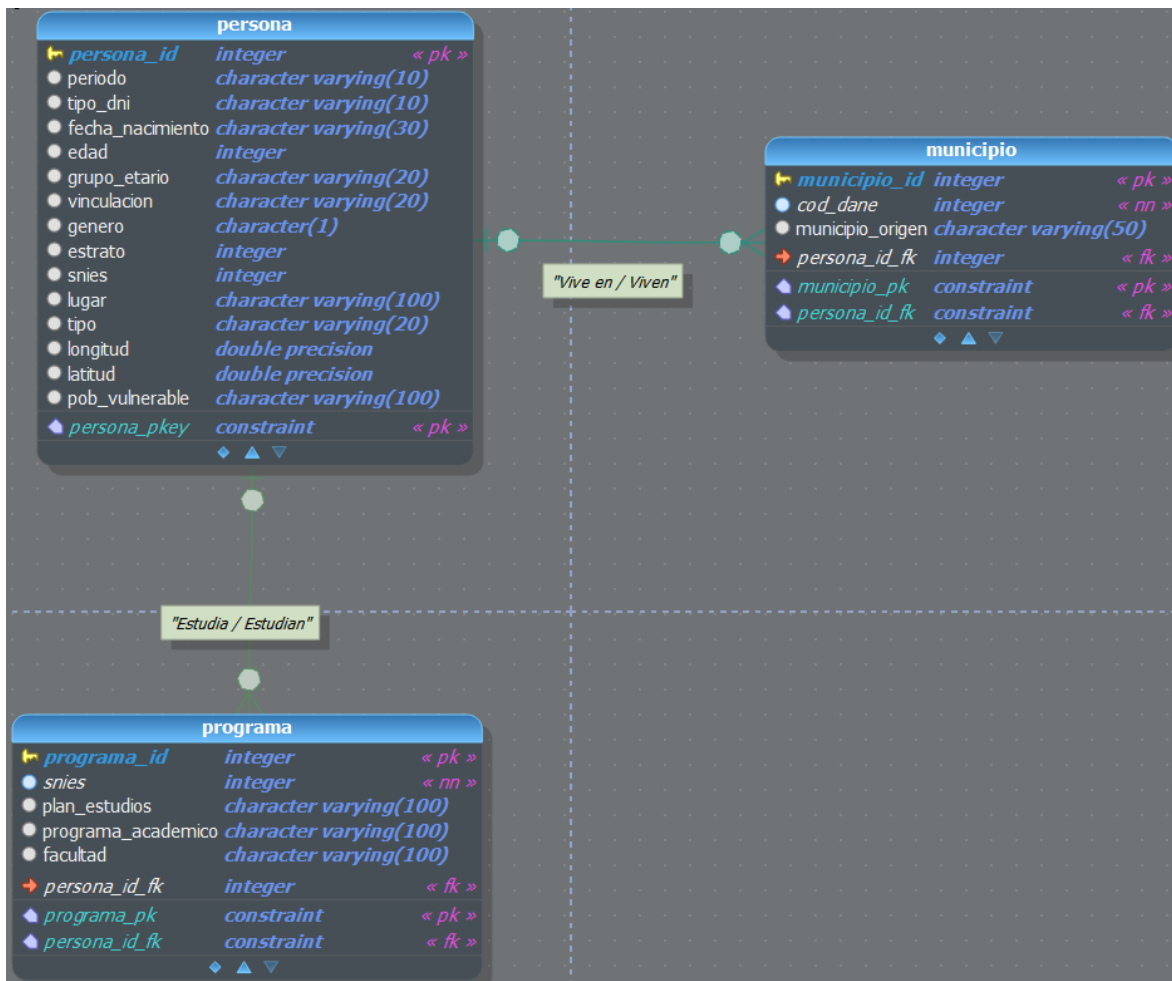 persona
persona_id integer « pk »
periodo character varying(10)
tipo_dni character varying(10)
fecha_nacimiento character varying(30)
edad integer
grupo_etario character varying(20)
vinculacion character varying(20)
genero character(1)
estrato integer
snies integer
lugar character varying(100)
tipo character varying(20)
longitud double precision
latitud double precision
pob_vulnerable character varying(100)
persona_pkey constraint « pk »
municipio
municipio_id integer « pk »
cod_dane integer « nn »
municipio_origen character varying(50)
persona_id_fk integer « fk »
municipio_pk constraint « pk »
persona_id_fk constraint « fk »
"Vive en / Viven"
"Estudia / Estudian"
programa
programa_id integer « pk »
snies integer « nn »
plan_estudios character varying(100)
programa_academico character varying(100)
facultad character varying(100)
persona_id_fk integer « fk »
programa_pk constraint « pk »
persona_id_fk constraint « fk »